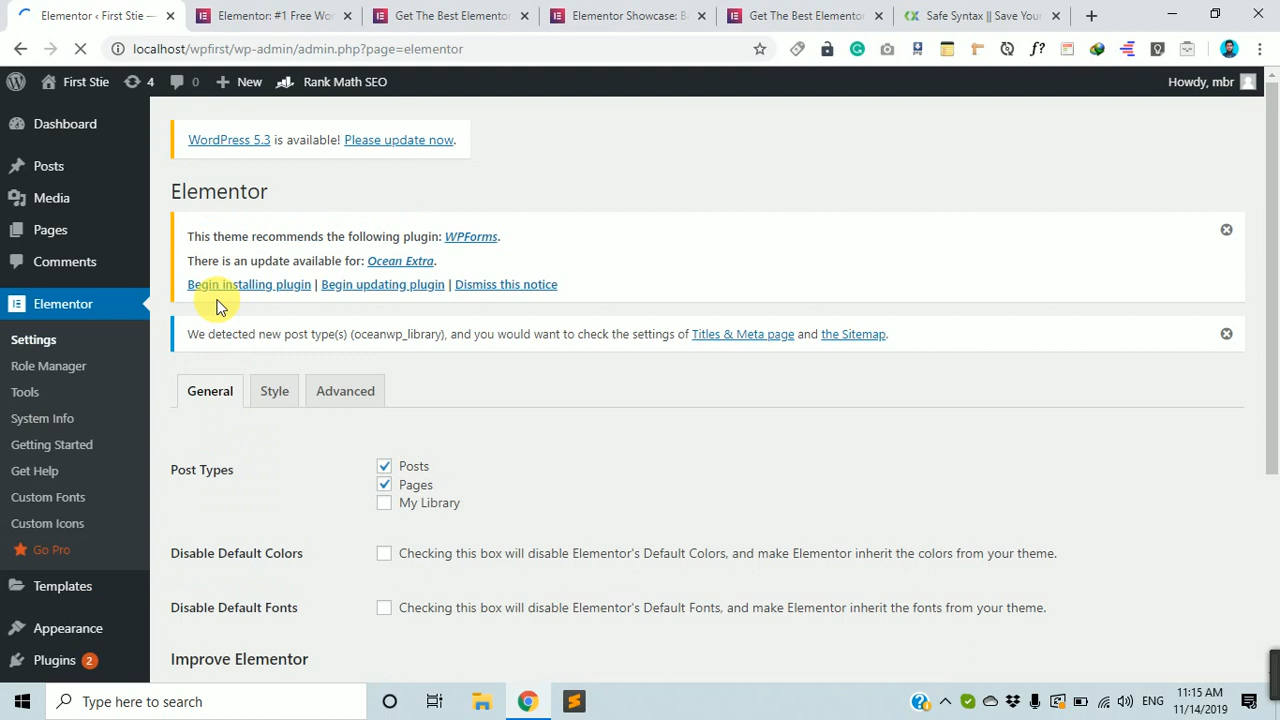 Elementor ‹ First Stie —
Elementor: #1 Free Wor
Get The Best Elementor
Elementor Showcase: Be
Get The Best Elementor
Safe Syntax || Save Your
localhost/wpfirst/wp-admin/admin.php?page=elementor
First Stie
4
0
New
Rank Math SEO
Howdy, mbr
Dashboard
Posts
Media
Pages
Comments
Elementor
Settings
Role Manager
Tools
System Info
Getting Started
Get Help
Custom Fonts
Custom Icons
Go Pro
Templates
Appearance
Plugins 2
WordPress 5.3 is available! Please update now.
Elementor
This theme recommends the following plugin: WPForms.
There is an update available for: Ocean Extra.
Begin installing plugin | Begin updating plugin | Dismiss this notice
We detected new post type(s) (oceanwp_library), and you would want to check the settings of Titles & Meta page and the Sitemap.
General Style Advanced
Post Types
Posts
Pages
My Library
Disable Default Colors
Checking this box will disable Elementor's Default Colors, and make Elementor inherit the colors from your theme.
Disable Default Fonts
Checking this box will disable Elementor's Default Fonts, and make Elementor inherit the fonts from your theme.
Improve Elementor
Type here to search
ENG
11:15 AM
11/14/2019